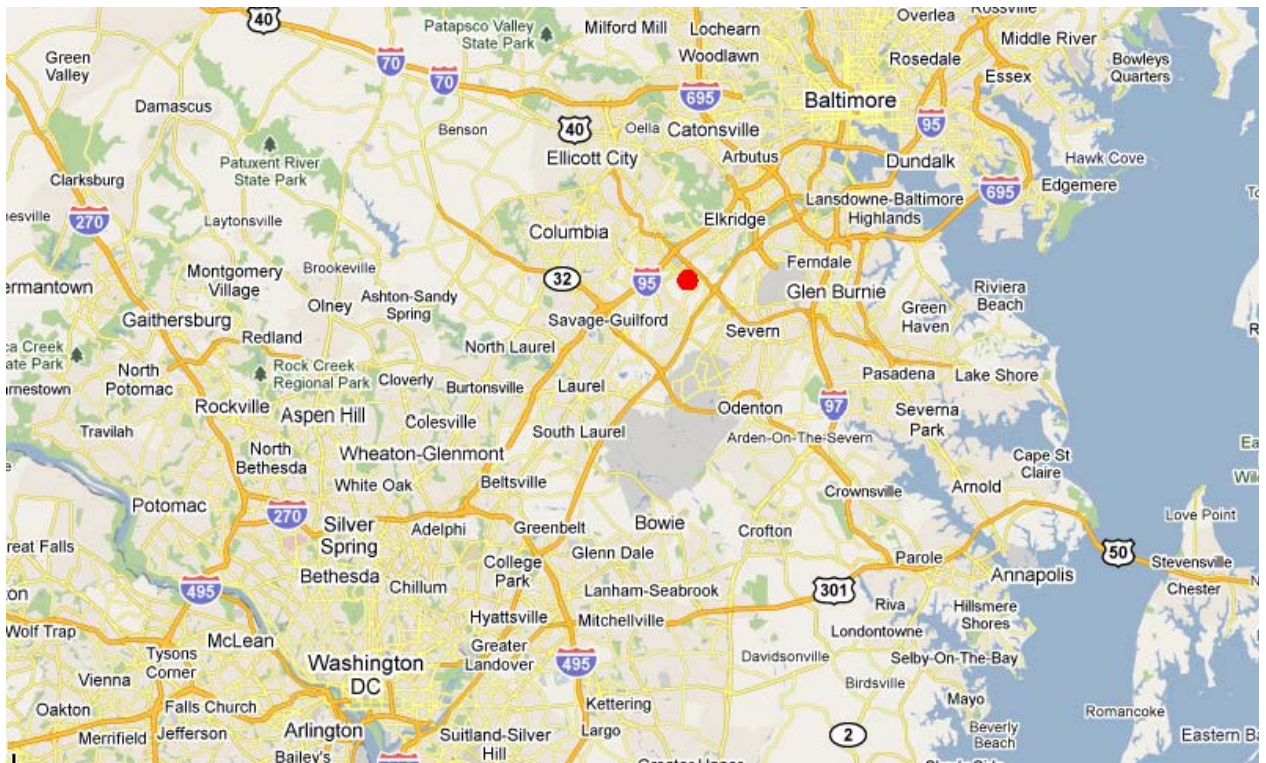 40
Patapsco Valley
State Park
Milford Mill
Lochearn
Overlea
Rossville
Middle River
Green
Valley
70
Woodlawn
Rosedale
Bowleys
Quarters
70
Essex
Damascus
695
Baltimore
95
Benson
40
Oella
Catonsville
Ellicott City
Arbutus
Dundalk
Hawk Cove
Patuxent River
State Park
Clarksburg
695
Edgemere
Lansdowne-Baltimore
Highlands
270
Laytonsville
Elkridge
Columbia
Ferndale
Montgomery
Village
Brookeville
32
95
Glen Burnie
Riviera
Beach
Olney
Ashton-Sandy
Spring
Green
Haven
Gaithersburg
Savage-Guilford
Severn
Redland
North Laurel
Rock Creek
Regional Park
North
Potomac
Cloverly
Burtonsville
Laurel
Pasadena
Lake Shore
Rockville
Aspen Hill
Colesville
Odenton
97
Severna
Park
Travilah
South Laurel
Arden-On-The-Severn
North
Bethesda
Wheaton-Glenmont
Cape St
Claire
White Oak
Beltsville
Crownsville
Arnold
Potomac
270
Silver
Spring
Adelphi
Greenbelt
Bowie
Crofton
Love Point
Glenn Dale
Parole
50
Stevensville
Bethesda
Chillum
College
Park
Annapolis
Chester
495
Lanham-Seabrook
301
Hyattsville
Mitchellville
Riva
Hillsmere
Shores
Wolf Trap
McLean
Londontowne
Tysons
Corner
Washington
DC
Greater
Landover
495
Davidsonville
Selby-On-The-Bay
Vienna
Birdsville
Oakton
Falls Church
Kettering
Mayo
Romancoke
Merrifield
Jefferson
Arlington
Suitland-Silver
Hill
Largo
2
Beverly
Beach
Bailey's